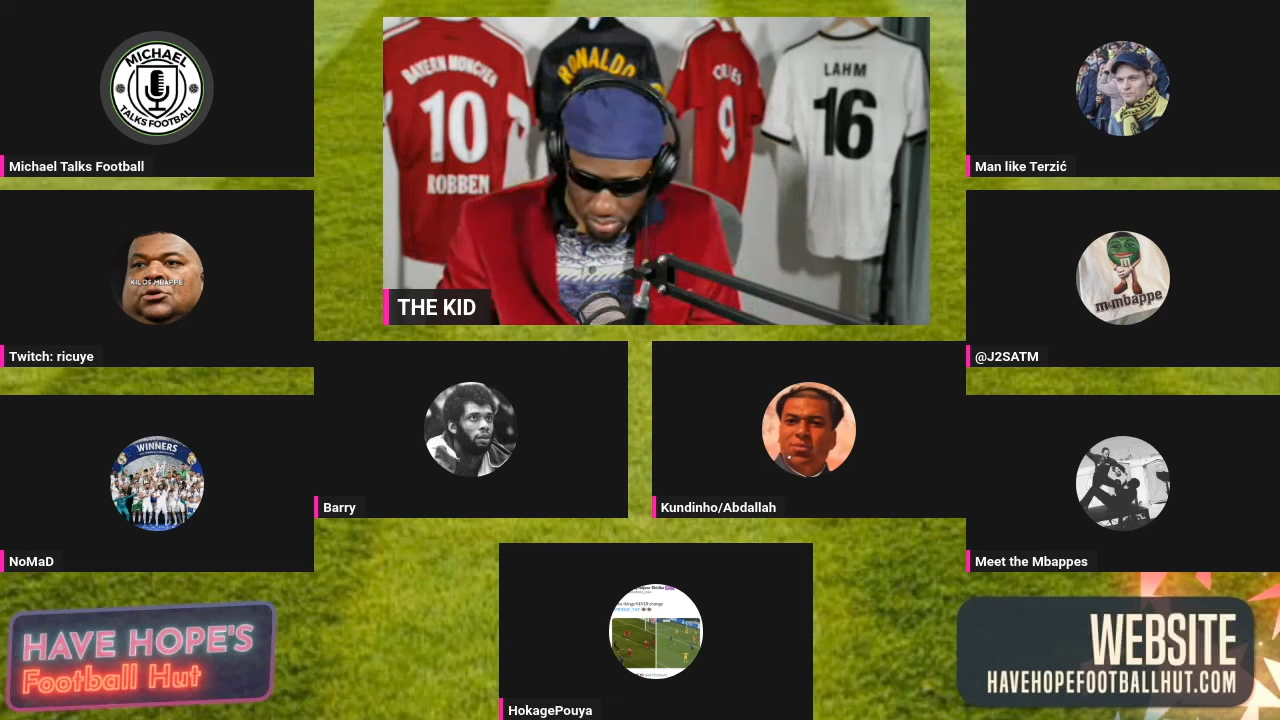 MICHAEL
TALKS FOOTBALL
Michael Talks Football
BAYERN MÜNCHEN
10
ROBBEN
RONALDO
9
LAHM
16
THE KID
Man like Terzić
KILOS MBAPPE
Twitch: ricuye
m·mbappe
@J2SATM
Barry
Kundinho/Abdallah
WINNERS
NoMaD
Meet the Mbappes
HAVE HOPE'S
Football Hut
HokagePouya
WEBSITE
HAVEHOPEFOOTBALLHUT.COM